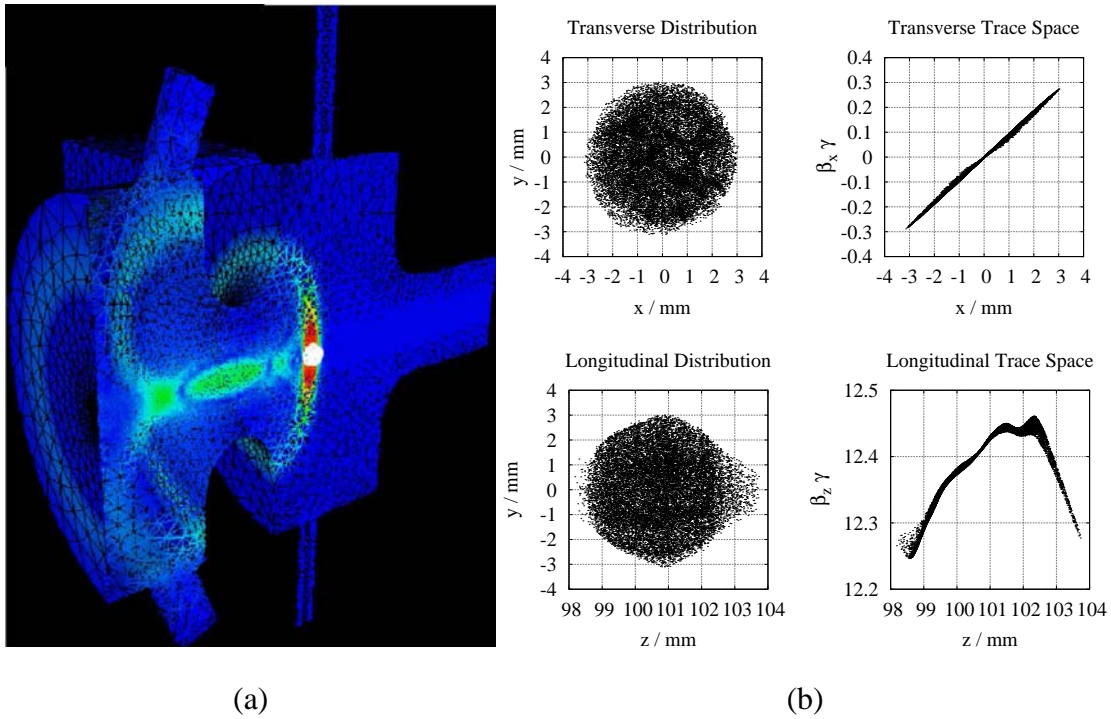 Transverse Distribution
4
3
2
1
0
-1
-2
-3
-4
-4 -3 -2 -1 0 1 2 3 4
y / mm
x / mm
Transverse Trace Space
0.4
0.3
0.2
0.1
0
-0.1
-0.2
-0.3
-0.4
-4 -3 -2 -1 0 1 2 3 4
βx γ
x / mm
Longitudinal Distribution
4
3
2
1
0
-1
-2
-3
-4
98 99 100 101 102 103 104
y / mm
z / mm
Longitudinal Trace Space
12.5
12.4
12.3
12.2
98 99 100 101 102 103 104
βz γ
z / mm
(a)
(b)